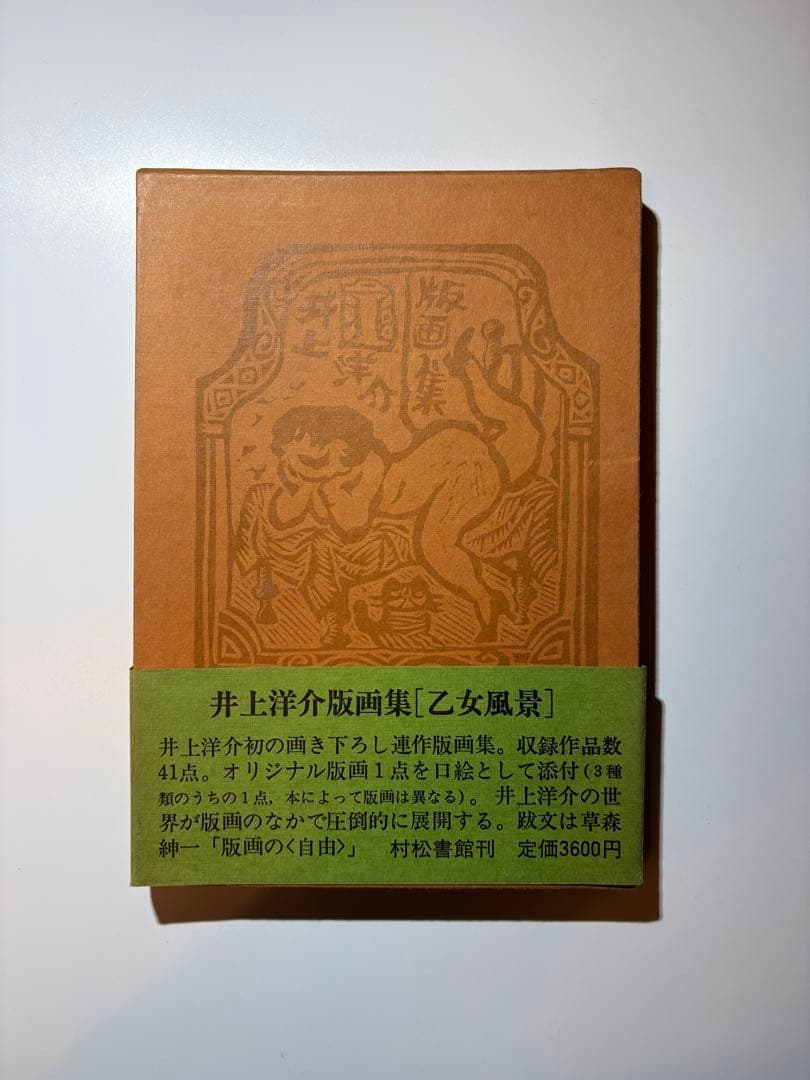 版画集
井上洋介
井上洋介版画集[乙女風景]
井上洋介初の画き下ろし連作版画集。収録作品数
41点。オリジナル版画1点を口絵として添付(3種
類のうちの1点, 本によって版画は異なる)。井上洋介の世
界が版画のなかで圧倒的に展開する。跋文は草森
紳一「版画の〈自由〉」 村松書館刊 定価3600円